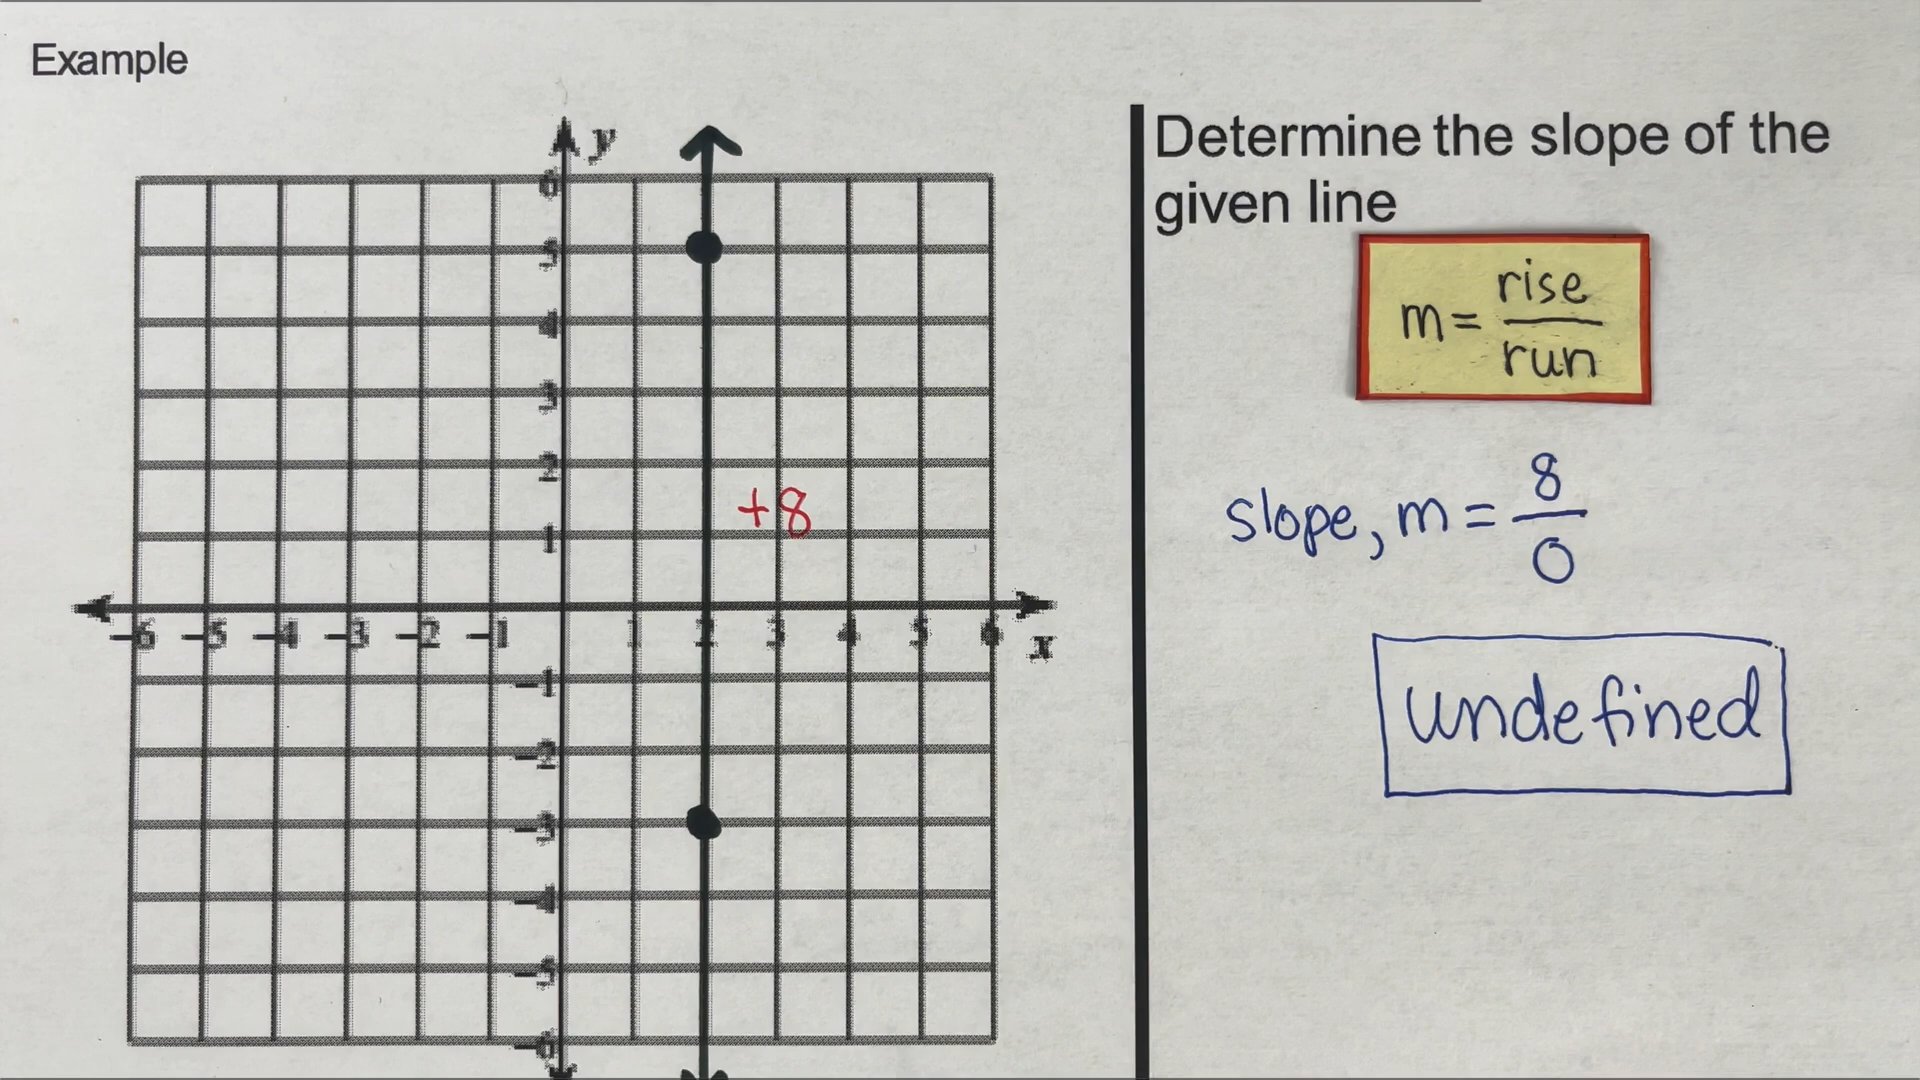 Example
y
6
5
4
3
2
1
-6 -5 -4 -3 -2 -1 1 2 3 4 5 6 x
-1
-2
-3
-4
-5
-6
+8
Determine the slope of the
given line
m = rise
run
slope, m = 8
0
undefined